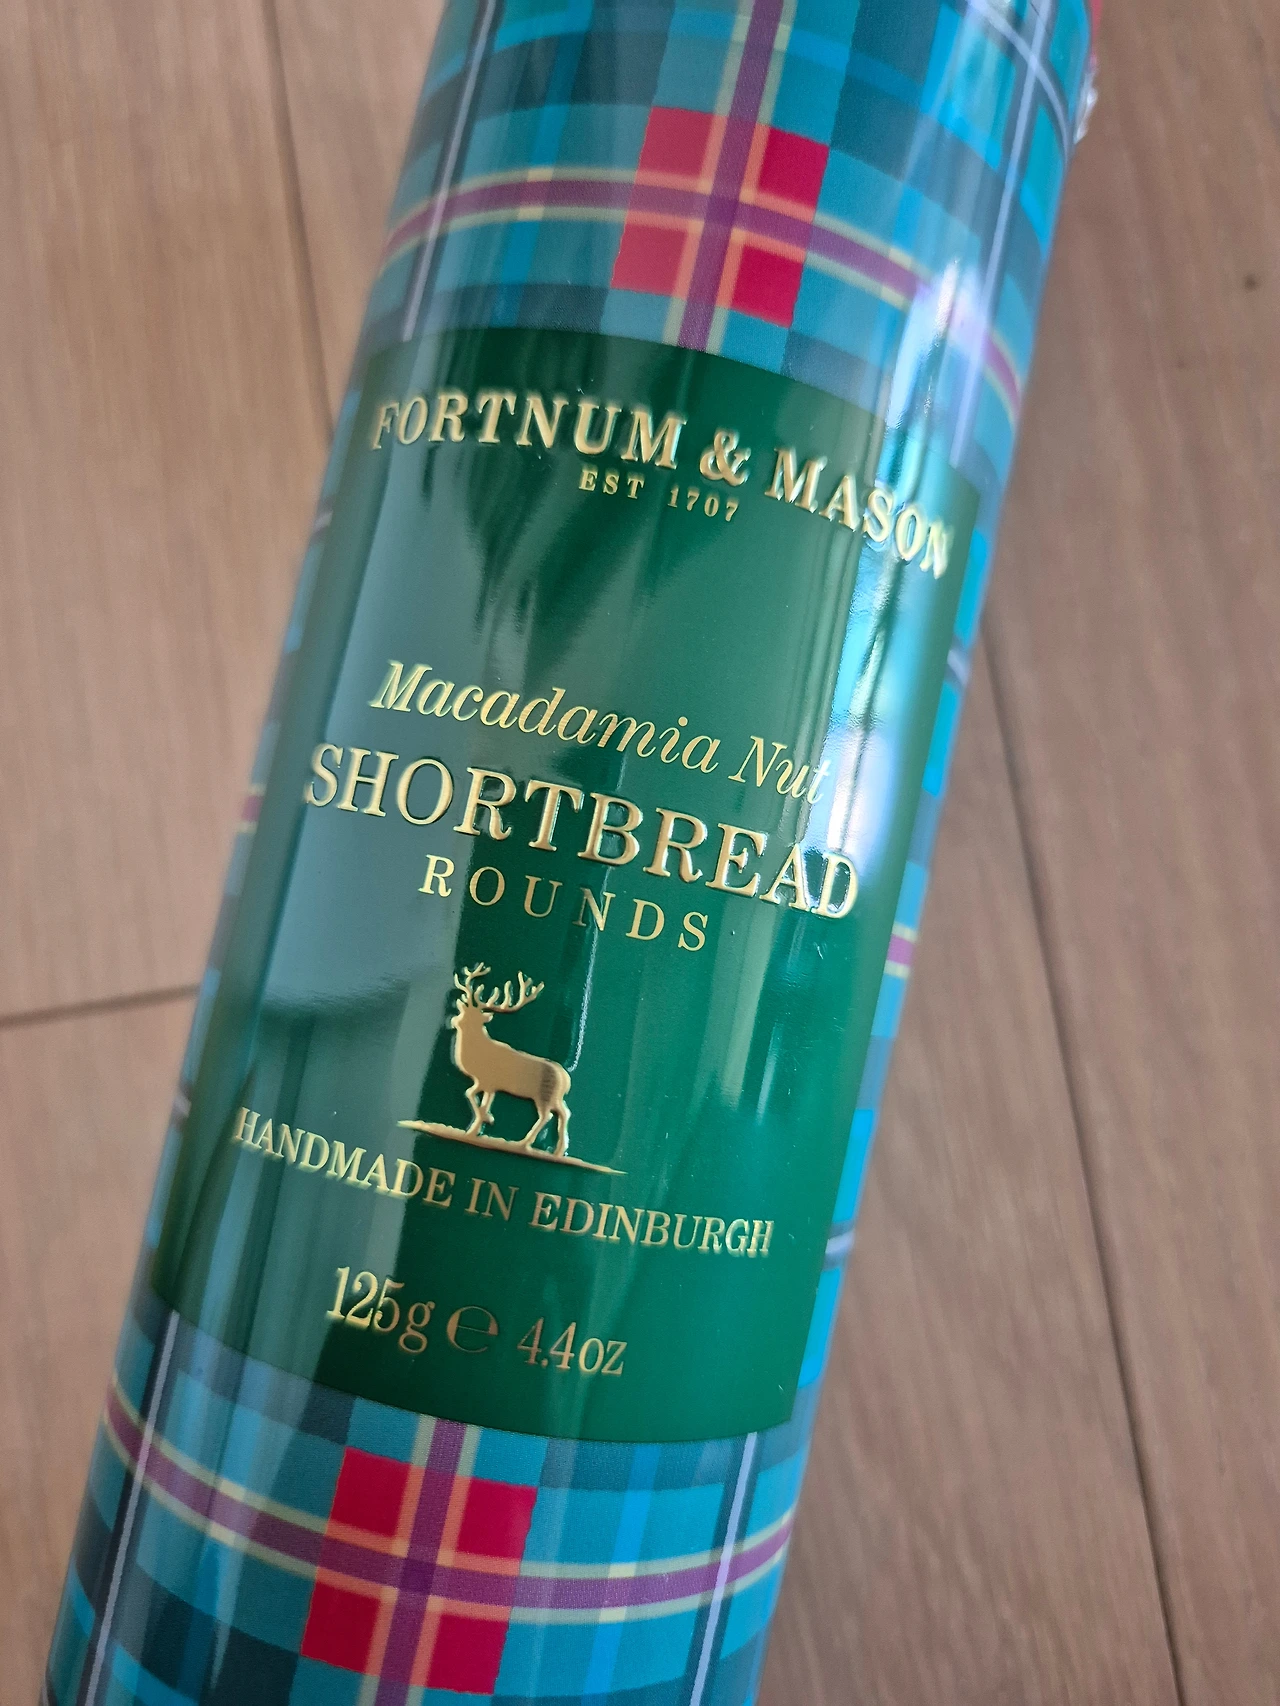 FORTNUM & MASON
EST 1707
Macadamia Nut
SHORTBREAD
ROUNDS
HANDMADE IN EDINBURGH
125g ℮ 4.4oz